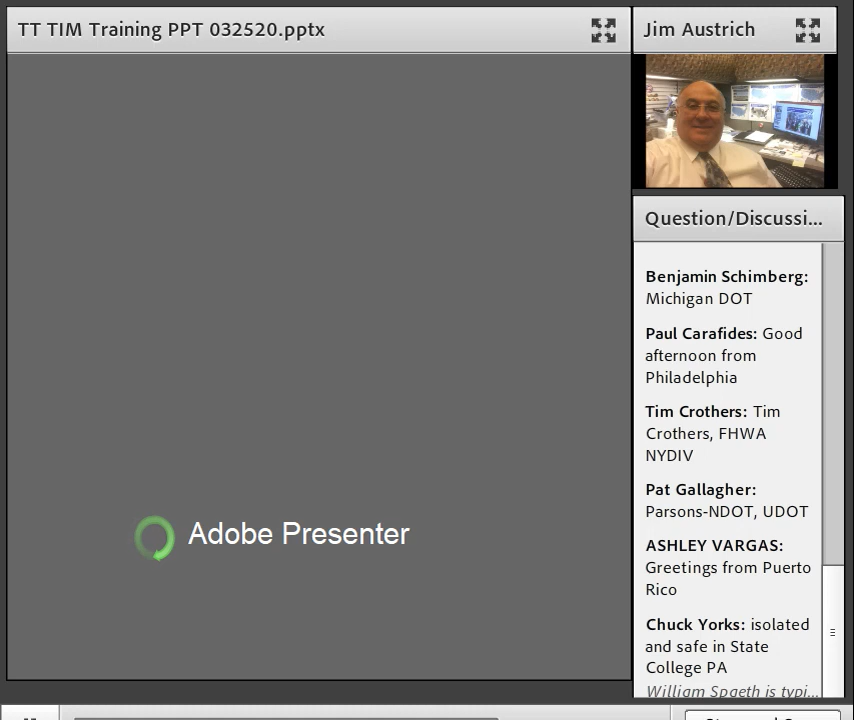 TT TIM Training PPT 032520.pptx
Jim Austrich
Question/Discussi...
Benjamin Schimberg:
Michigan DOT
Paul Carafides: Good
afternoon from
Philadelphia
Tim Crothers: Tim
Crothers, FHWA
NYDIV
Pat Gallagher:
Parsons-NDOT, UDOT
ASHLEY VARGAS:
Greetings from Puerto
Rico
Chuck Yorks: isolated
and safe in State
College PA
William Spaeth is typi...
Adobe Presenter